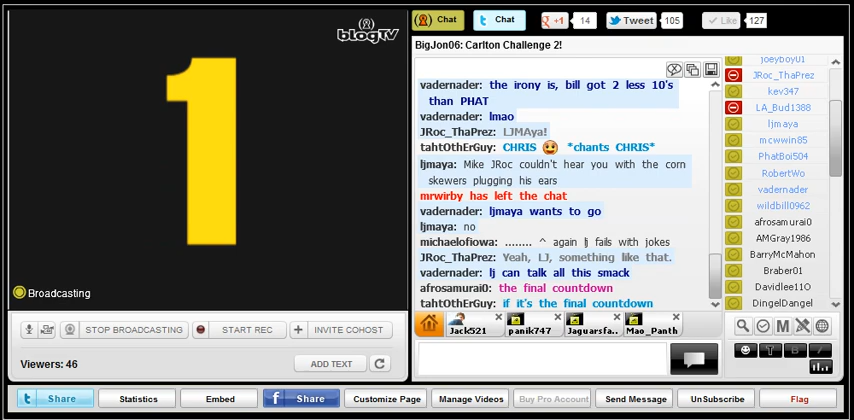 blogTV
1
Broadcasting
STOP BROADCASTING
START REC
INVITE COHOST
Viewers: 46
ADD TEXT
Chat
Chat
+1
14
Tweet
105
Like
127
BigJon06: Carlton Challenge 2!
vadernader: the irony is, bill got 2 less 10's
than PHAT
vadernader: lmao
JRoc_ThaPrez: LJMAya!
tahtOthErGuy: CHRIS *chants CHRIS*
ljmaya: Mike JRoc couldn't hear you with the corn
skewers plugging his ears
mrwirby has left the chat
vadernader: ljmaya wants to go
ljmaya: no
michaelofiowa: ........ ^ again lj fails with jokes
JRoc_ThaPrez: Yeah, LJ, something like that.
vadernader: lj can talk all this smack
afrosamurai0: the final countdown
tahtOthErGuy: if it's the final countdown
Jack521
panik747
Jaguarsfa..
Mao_Panth
joeyboy01
JRoc_ThaPrez
kev347
LA_Bud1388
ljmaya
mcwwin85
PhatBoi504
RobertWo
vadernader
wildbill0962
afrosamurai0
AMGray1986
BarryMcMahon
Braber01
Davidlee11O
DingelDangel
M
T
B
I
Share
Statistics
Embed
Share
Customize Page
Manage Videos
Buy Pro Account
Send Message
UnSubscribe
Flag